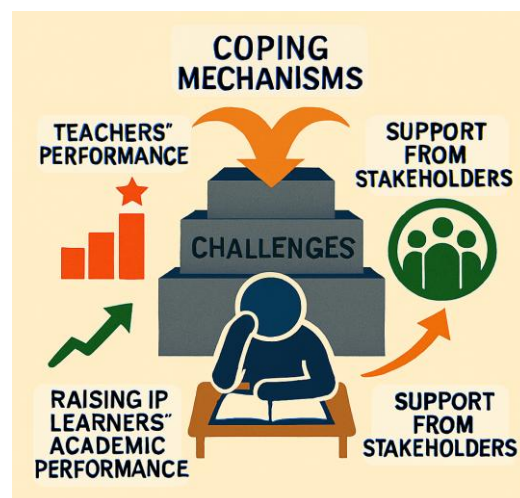 COPING
MECHANISMS
TEACHERS"
PERFORMANCE
SUPPORT
FROM
STAKEHOLDERS
CHALLENGES
RAISING IP
LEARNERS"
ACADEMIC
PERFORMANCE
SUPPORT
FROM
STAKEHOLDERS